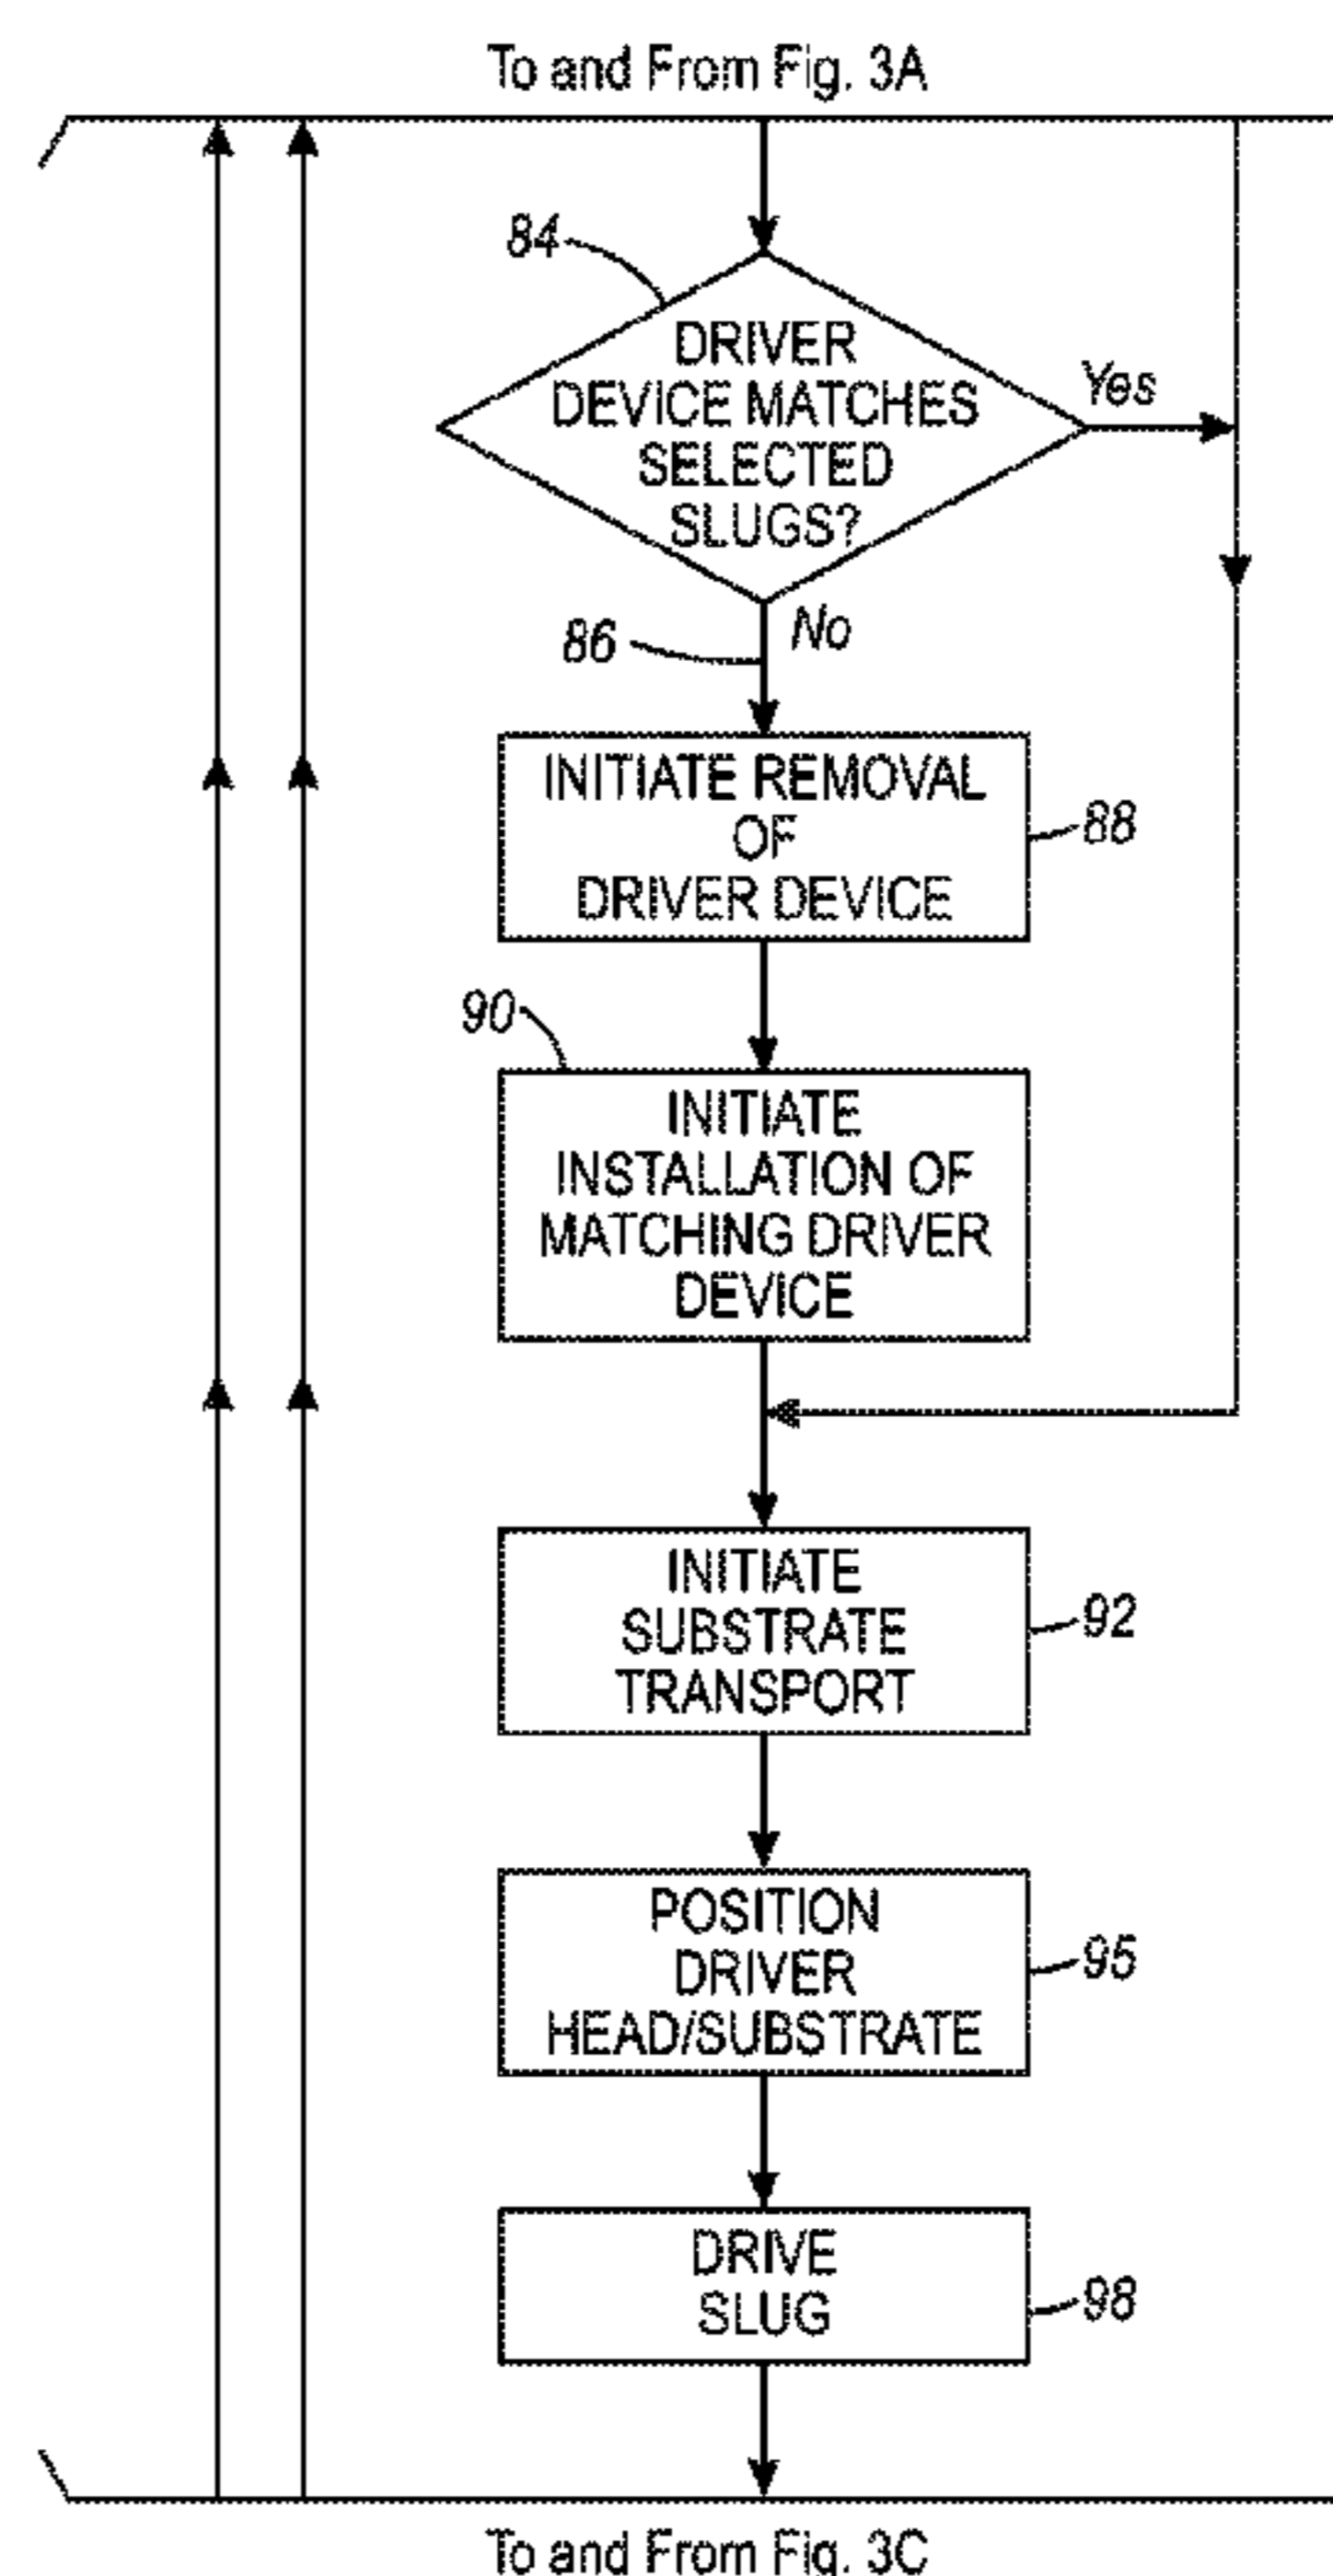 To and From Fig. 3A
84
DRIVER
DEVICE MATCHES
SELECTED
SLUGS?
Yes
86
No
INITIATE REMOVAL
OF
DRIVER DEVICE
88
90
INITIATE
INSTALLATION OF
MATCHING DRIVER
DEVICE
INITIATE
SUBSTRATE
TRANSPORT
92
POSITION
DRIVER
HEAD/SUBSTRATE
95
DRIVE
SLUG
98
To and From Fig. 3C